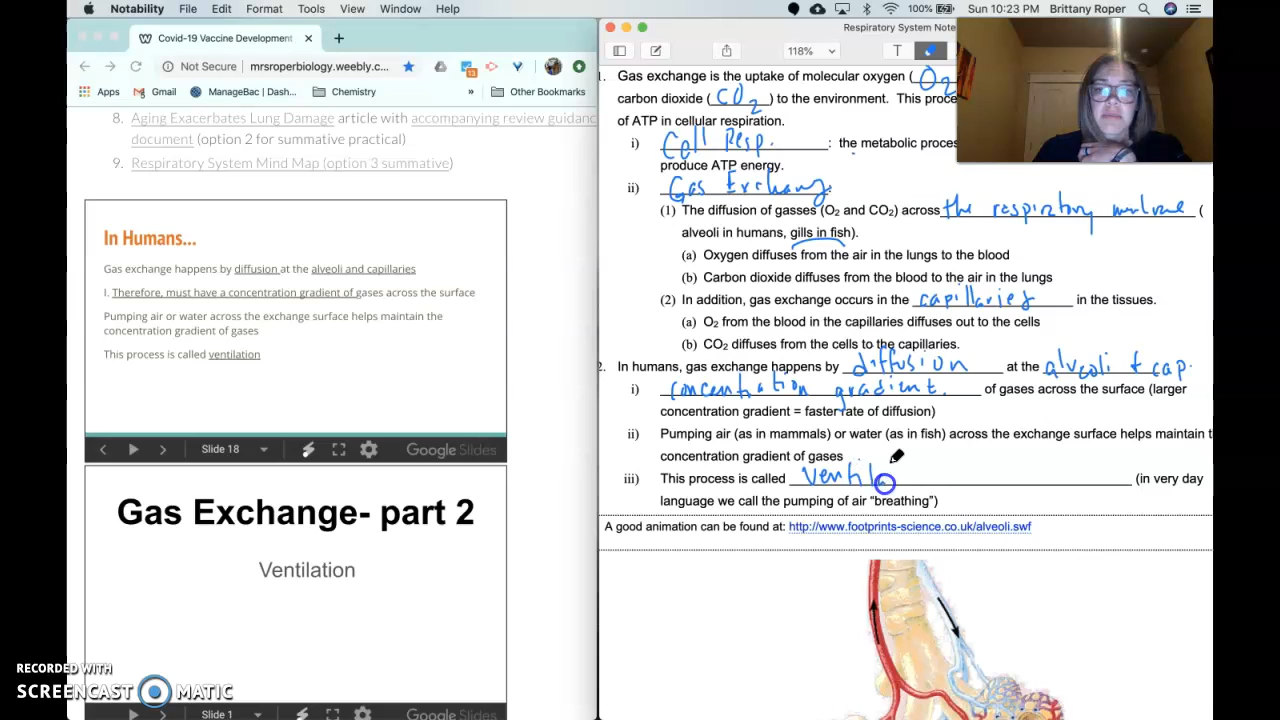 Notability File Edit Format Tools View Window Help 100% Sun 10:23 PM Brittany Roper
Covid-19 Vaccine Development
Not Secure mrsroperbiology.weebly.c...
13
Apps Gmail ManageBac | Dash... Chemistry » Other Bookmarks
8. Aging Exacerbates Lung Damage article with accompanying review guidance
document (option 2 for summative practical)
9. Respiratory System Mind Map (option 3 summative)
In Humans...
Gas exchange happens by diffusion at the alveoli and capillaries
I. Therefore, must have a concentration gradient of gases across the surface
Pumping air or water across the exchange surface helps maintain the
concentration gradient of gases
This process is called ventilation
Slide 18 Google Slides
Gas Exchange- part 2
Ventilation
Slide 1 Google Slides
RECORDED WITH
SCREENCAST MATIC
Respiratory System Note
118% T
1. Gas exchange is the uptake of molecular oxygen (O2
carbon dioxide (CO2) to the environment. This proce
of ATP in cellular respiration.
i) Cell Resp. : the metabolic proces
produce ATP energy.
ii) Gas Exchang:
(1) The diffusion of gasses (O2 and CO2) across the respiratory (
alveoli in humans, gills in fish).
(a) Oxygen diffuses from the air in the lungs to the blood
(b) Carbon dioxide diffuses from the blood to the air in the lungs
(2) In addition, gas exchange occurs in the capillaries in the tissues.
(a) O2 from the blood in the capillaries diffuses out to the cells
(b) CO2 diffuses from the cells to the capillaries.
2. In humans, gas exchange happens by diffusion at the alveoli + cap.
i) concentration gradient. of gases across the surface (larger
concentration gradient = faster rate of diffusion)
ii) Pumping air (as in mammals) or water (as in fish) across the exchange surface helps maintain t
concentration gradient of gases
iii) This process is called ventila (in very day
language we call the pumping of air “breathing”)
A good animation can be found at: http://www.footprints-science.co.uk/alveoli.swf